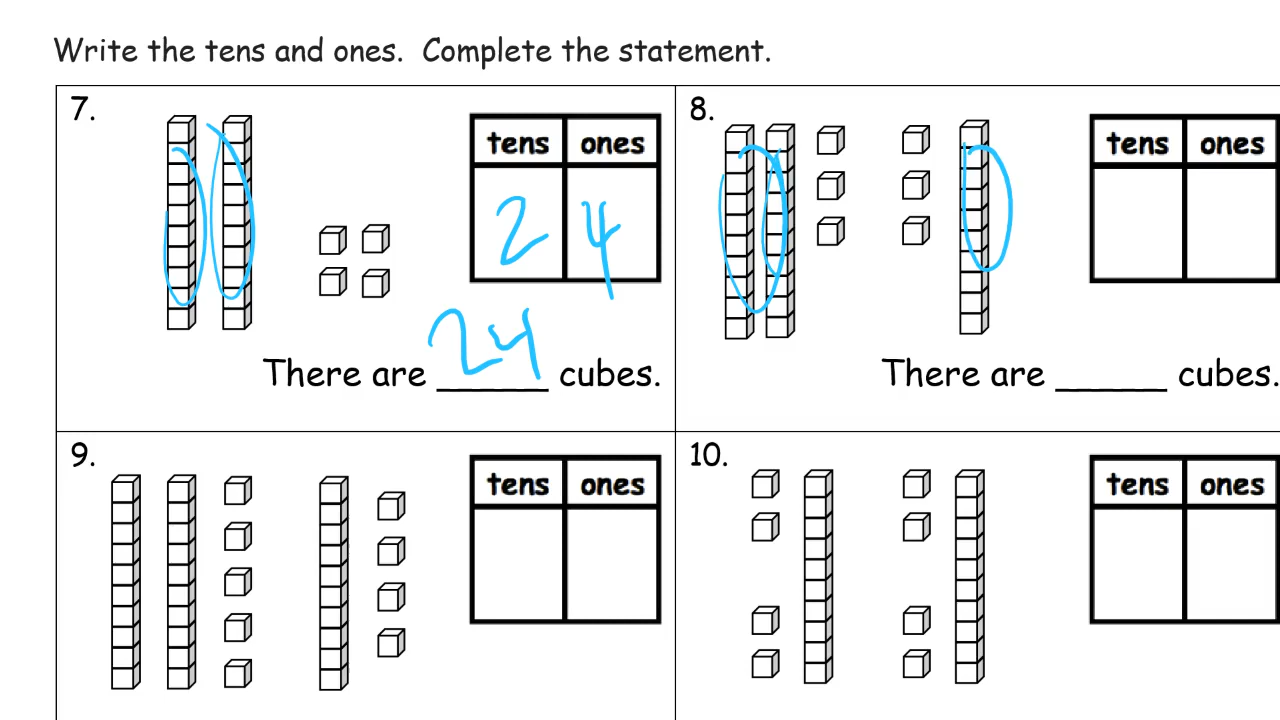 Write the tens and ones. Complete the statement.
7.
tens ones
2 4
There are 24 cubes.
8.
tens ones
There are ______ cubes.
9.
tens ones
10.
tens ones